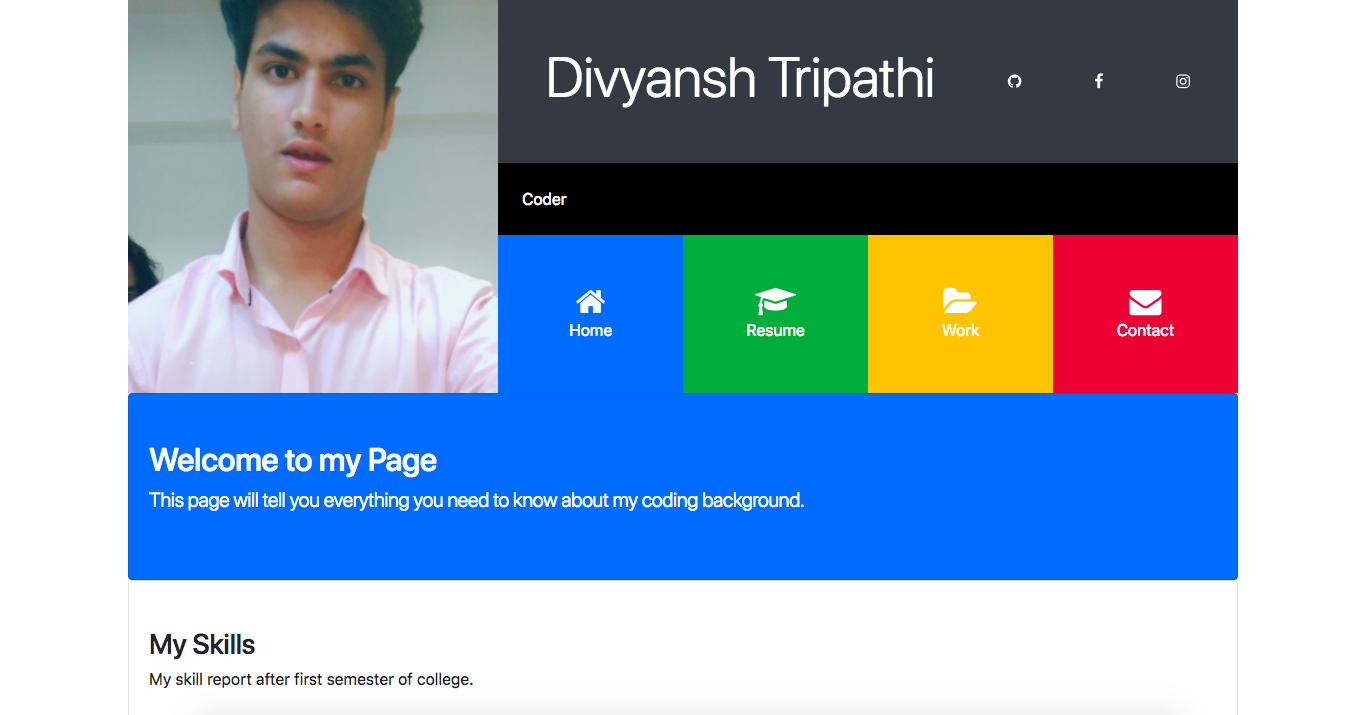 Divyansh Tripathi
Coder
Home
Resume
Work
Contact
Welcome to my Page
This page will tell you everything you need to know about my coding background.
My Skills
My skill report after first semester of college.